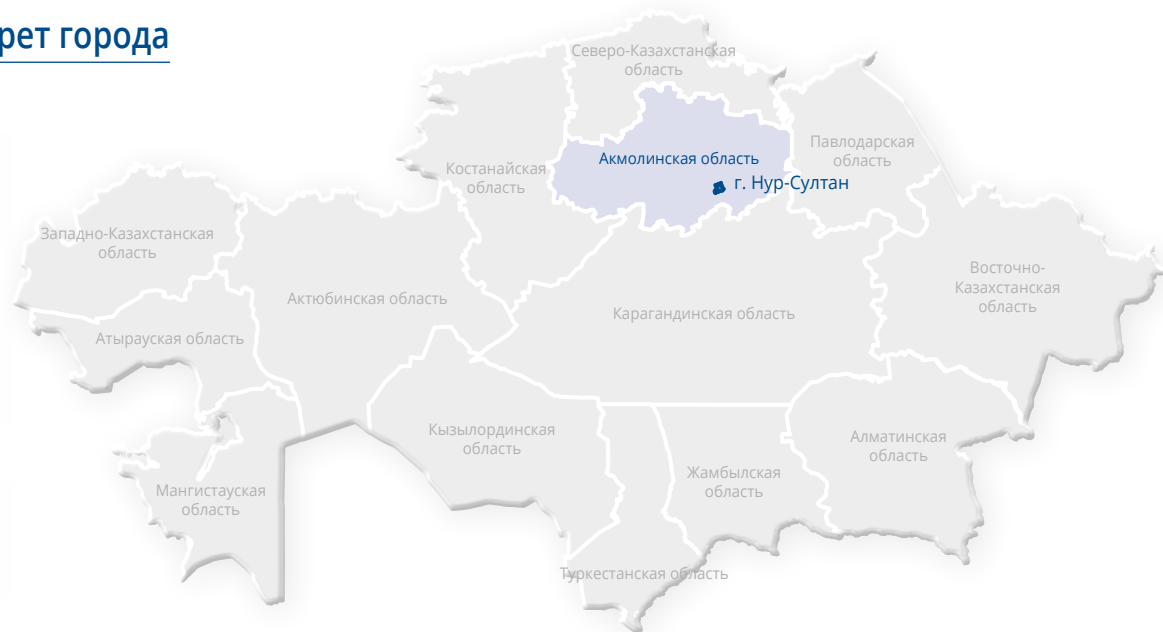 рет города
Северо-Казахстанская
область
Павлодарская
область
Акмолинская область
Костанайская
область
г. Нур-Султан
Западно-Казахстанская
область
Восточно-
Казахстанская
область
Актюбинская область
Карагандинская область
Атырауская область
Кызылординская
область
Алматинская
область
Жамбылская
область
Мангистауская
область
Туркестанская область